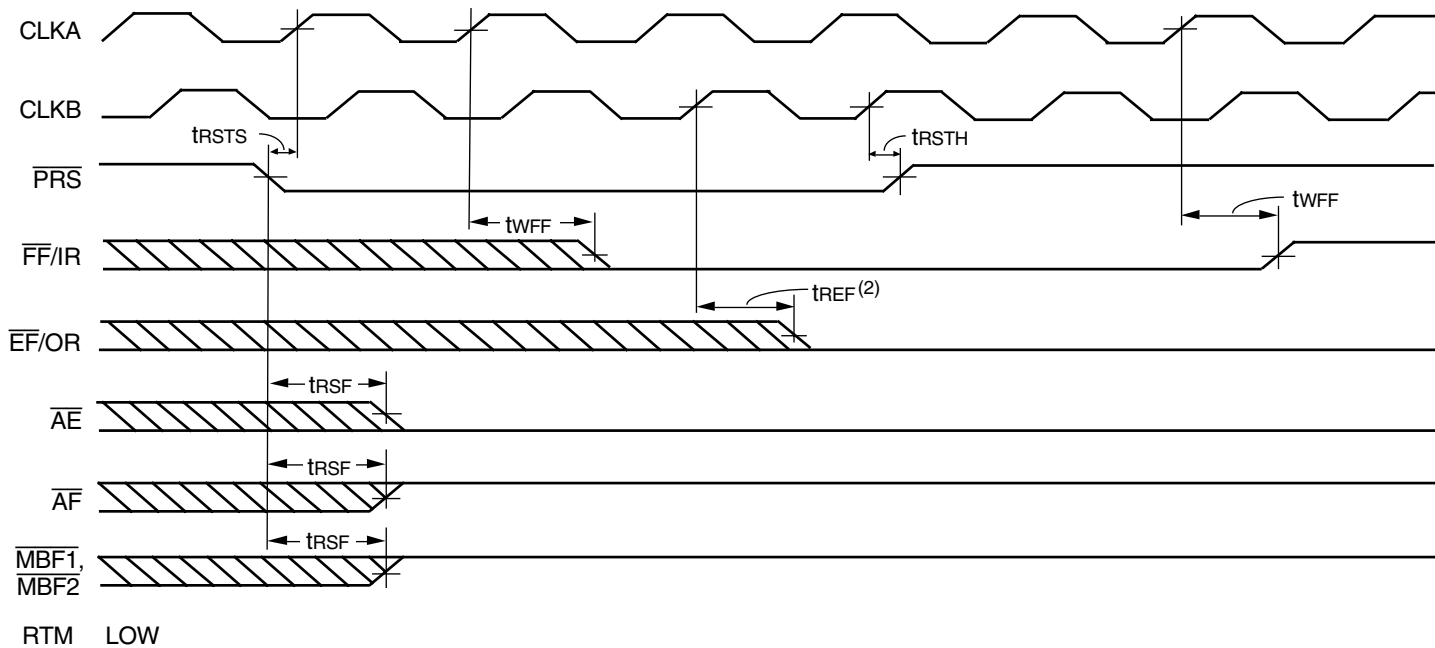 CLKA
CLKB
tRSTS
tRSTH
PRS
tWFF
tWFF
FF/IR
tREF(2)
EF/OR
tRSF
AE
tRSF
AF
tRSF
MBF1,
MBF2
RTM LOW